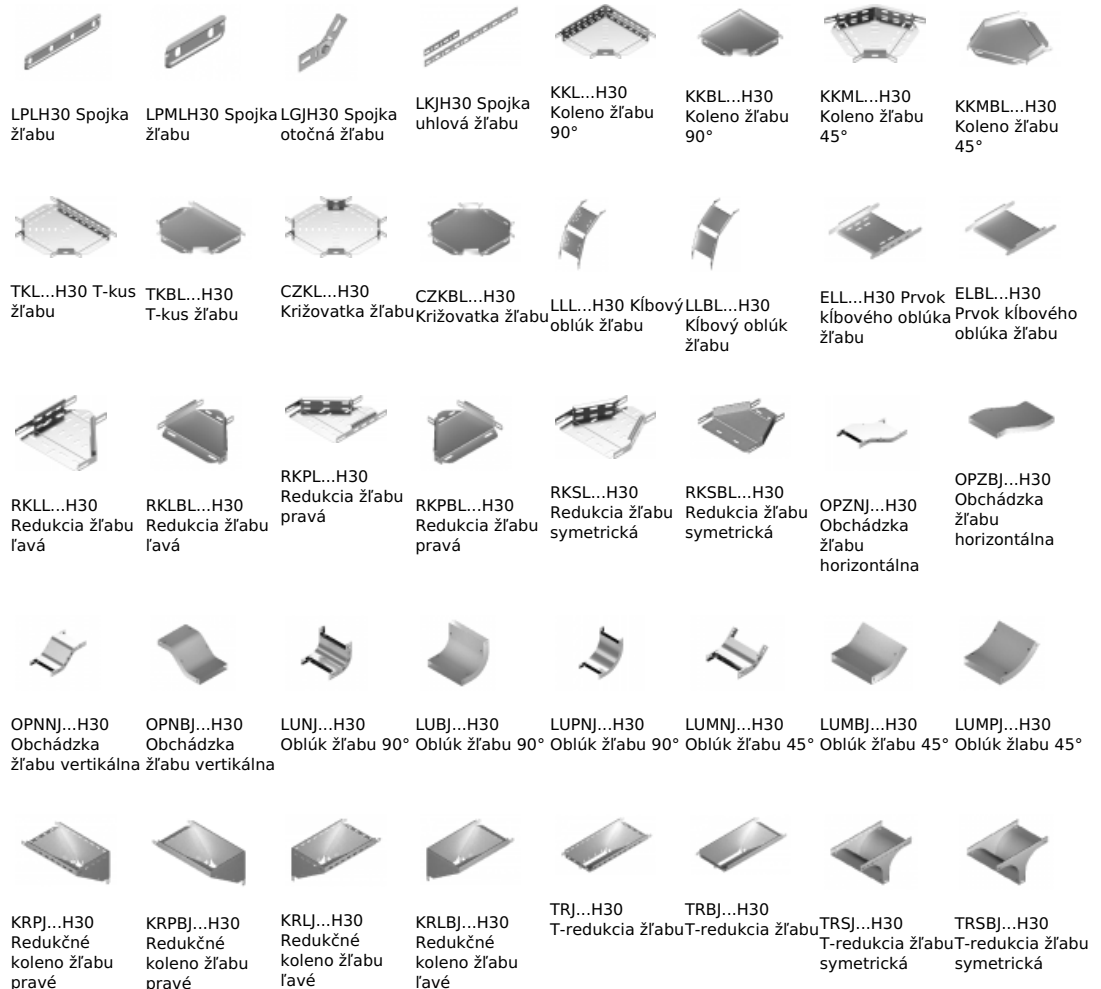 LPLH30 Spojka
žľabu
LPMLH30 Spojka
žľabu
LGJH30 Spojka
otočná žľabu
LKJH30 Spojka
uhlová žľabu
KKL...H30
Koleno žľabu
90°
KKBL...H30
Koleno žľabu
90°
KKML...H30
Koleno žľabu
45°
KKMBL...H30
Koleno žľabu
45°
TKL...H30 T-kus
žľabu
TKBL...H30
T-kus žľabu
CZKL...H30
Križovatka žľabu
CZKBL...H30
Križovatka žľabu
LLL...H30 Kĺbový
oblúk žľabu
LLBL...H30
Kĺbový oblúk
žľabu
ELL...H30 Prvok
kĺbového oblúka
žľabu
ELBL...H30
Prvok kĺbového
oblúka žľabu
RKLL...H30
Redukcia žľabu
ľavá
RKLBL...H30
Redukcia žľabu
ľavá
RKPL...H30
Redukcia žľabu
pravá
RKPBL...H30
Redukcia žľabu
pravá
RKSL...H30
Redukcia žľabu
symetrická
RKSBL...H30
Redukcia žľabu
symetrická
OPZNJ...H30
Obchádzka
žľabu
horizontálna
OPZBJ...H30
Obchádzka
žľabu
horizontálna
OPNNJ...H30
Obchádzka
žľabu vertikálna
OPNBJ...H30
Obchádzka
žľabu vertikálna
LUNJ...H30
Oblúk žľabu 90°
LUBJ...H30
Oblúk žľabu 90°
LUPNJ...H30
Oblúk žľabu 90°
LUMNJ...H30
Oblúk žľabu 45°
LUMBJ...H30
Oblúk žľabu 45°
LUMPJ...H30
Oblúk žlabu 45°
KRPJ...H30
Redukčné
koleno žľabu
pravé
KRPBJ...H30
Redukčné
koleno žľabu
pravé
KRLJ...H30
Redukčné
koleno žľabu
ľavé
KRLBJ...H30
Redukčné
koleno žľabu
ľavé
TRJ...H30
T-redukcia žľabu
TRBJ...H30
T-redukcia žľabu
TRSJ...H30
T-redukcia žľabu
symetrická
TRSBJ...H30
T-redukcia žľabu
symetrická